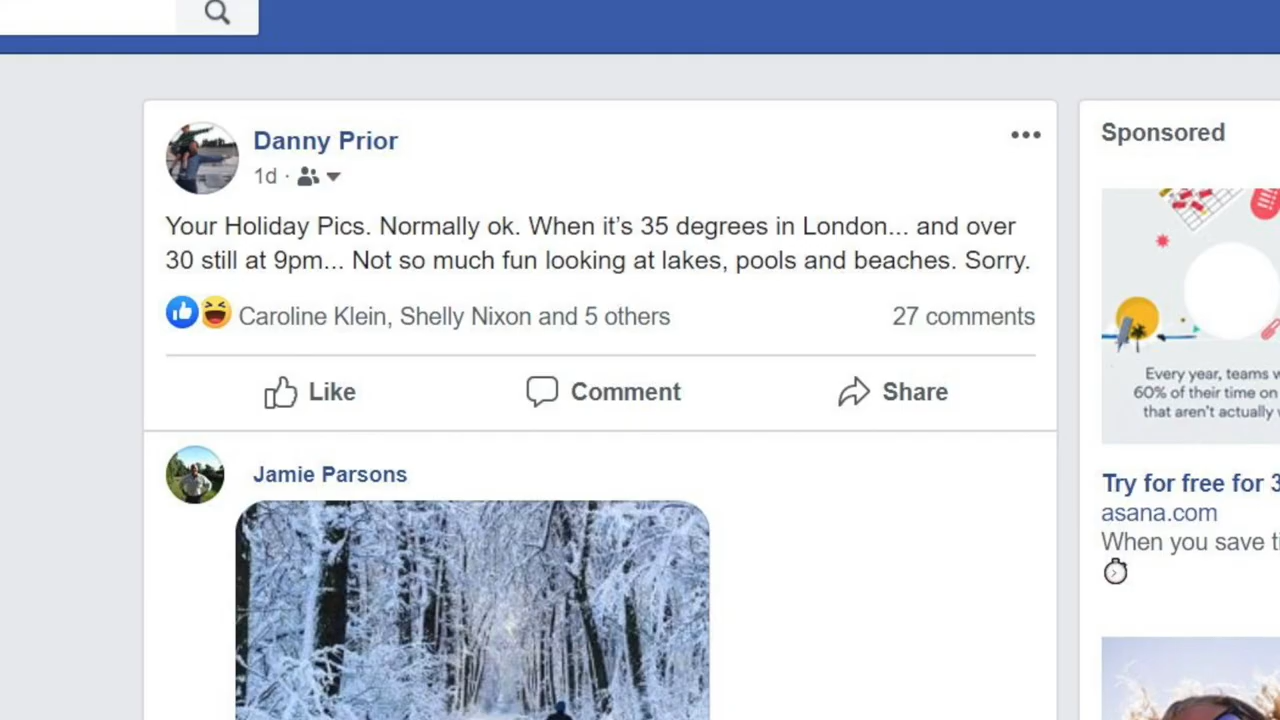 Danny Prior
1d ·
Your Holiday Pics. Normally ok. When it’s 35 degrees in London... and over
30 still at 9pm... Not so much fun looking at lakes, pools and beaches. Sorry.
Caroline Klein, Shelly Nixon and 5 others
27 comments
Like
Comment
Share
Jamie Parsons
Sponsored
Every year, teams w
60% of their time on
that aren't actually
Try for free for 3
asana.com
When you save ti